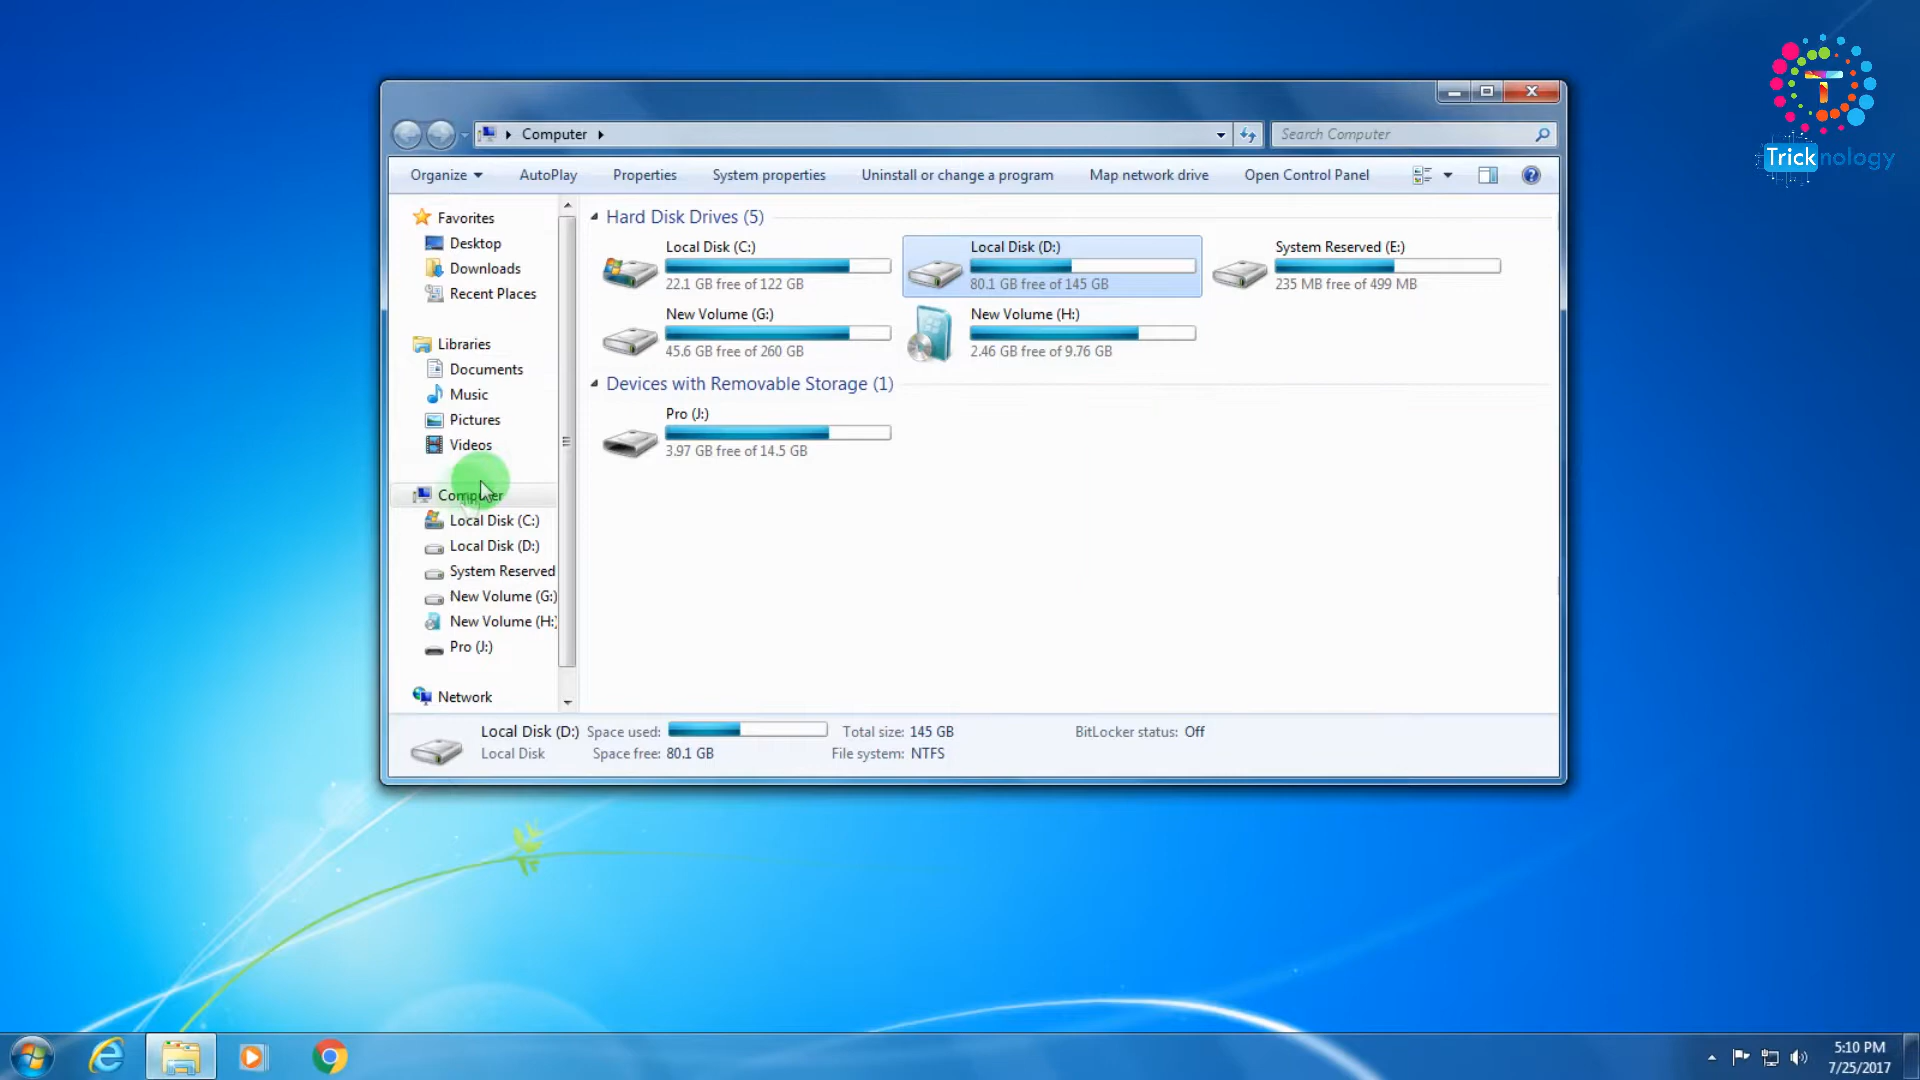 T
Tricknology
Computer
Search Computer
Organize
AutoPlay
Properties
System properties
Uninstall or change a program
Map network drive
Open Control Panel
Favorites
Desktop
Downloads
Recent Places
Libraries
Documents
Music
Pictures
Videos
Computer
Local Disk (C:)
Local Disk (D:)
System Reserved
New Volume (G:)
New Volume (H:)
Pro (J:)
Network
Hard Disk Drives (5)
Local Disk (C:)
22.1 GB free of 122 GB
Local Disk (D:)
80.1 GB free of 145 GB
System Reserved (E:)
235 MB free of 499 MB
New Volume (G:)
45.6 GB free of 260 GB
New Volume (H:)
2.46 GB free of 9.76 GB
Devices with Removable Storage (1)
Pro (J:)
3.97 GB free of 14.5 GB
Local Disk (D:) Space used: Total size: 145 GB BitLocker status: Off
Local Disk Space free: 80.1 GB File system: NTFS
5:10 PM
7/25/2017